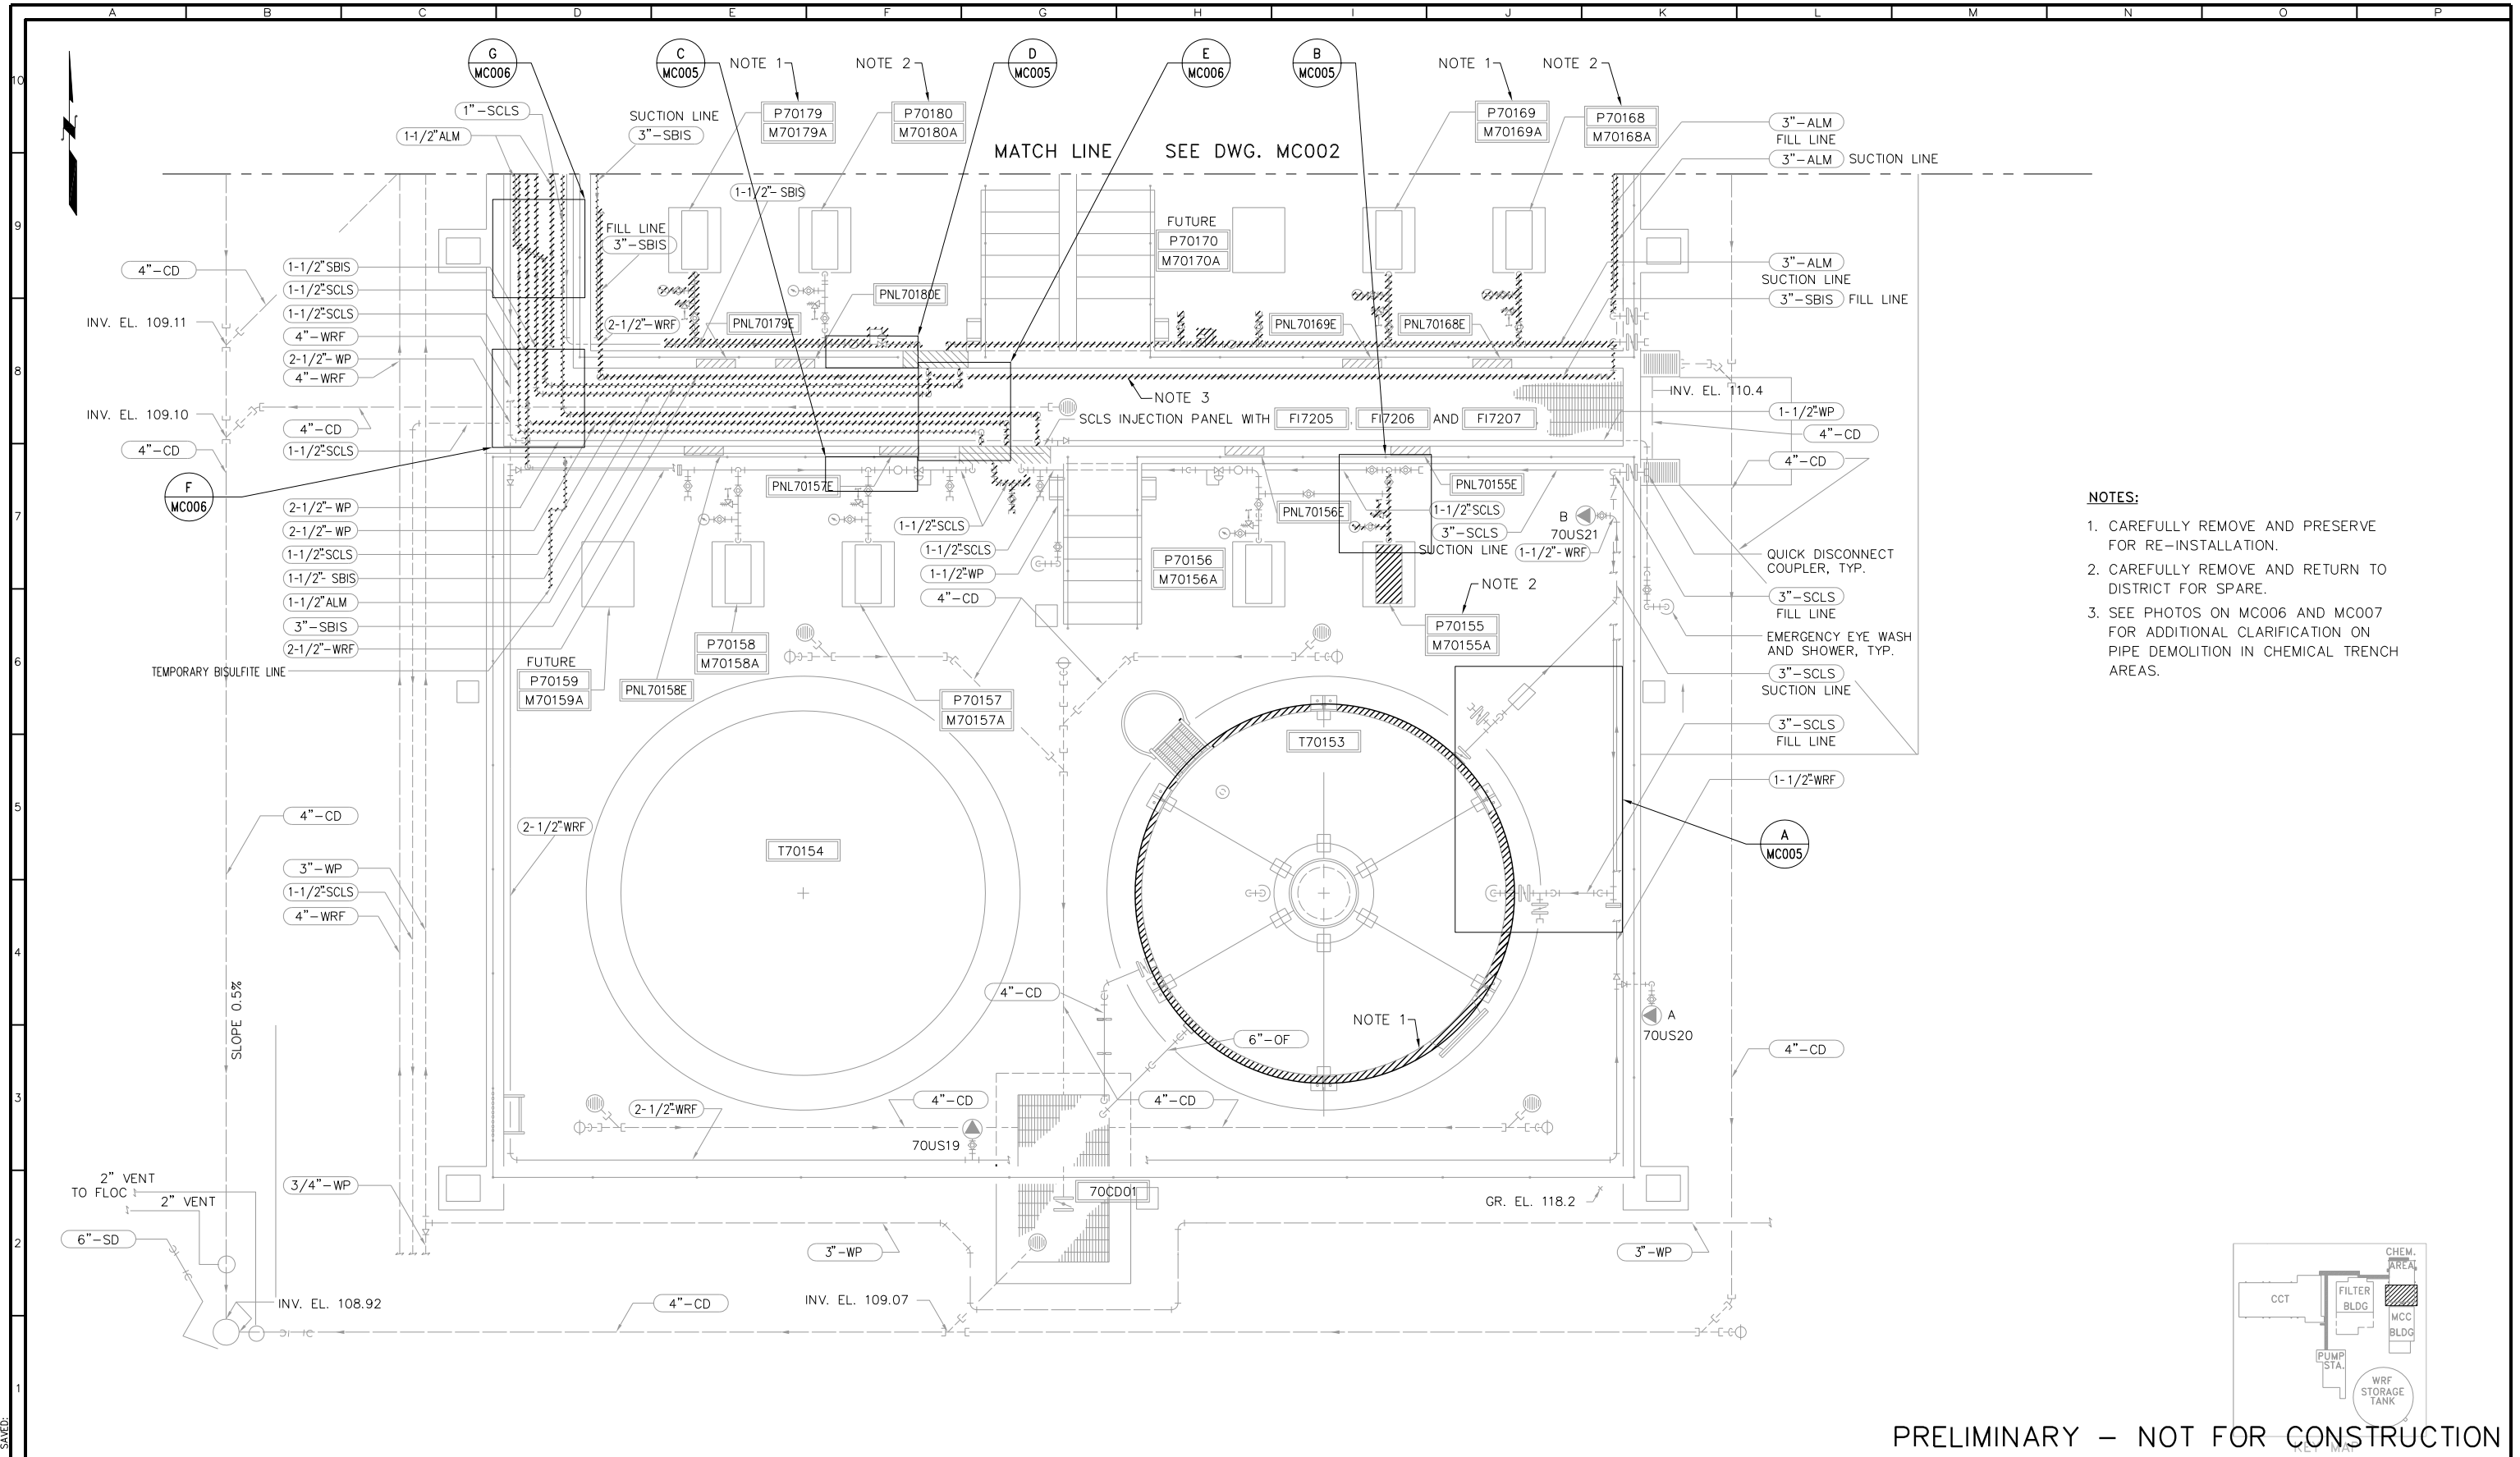 A B C D E F G H I J K L M N O P
10
9
8
7
6
5
4
3
2
1
SAVED:
G
MC006
C
MC005
NOTE 1
NOTE 2
D
MC005
E
MC006
B
MC005
NOTE 1
NOTE 2
1"-SCLS
1-1/2"ALM
SUCTION LINE
3"-SBIS
P70179
M70179A
P70180
M70180A
P70169
M70169A
P70168
M70168A
3"-ALM
FILL LINE
3"-ALM SUCTION LINE
MATCH LINE SEE DWG. MC002
1-1/2"-SBIS
FILL LINE
3"-SBIS
FUTURE
P70170
M70170A
4"-CD
1-1/2"SBIS
1-1/2"-SCLS
1-1/2"-SCLS
4"-WRF
2-1/2"-WP
4"-WRF
INV. EL. 109.11
2-1/2"-WRF
PNL70179E
PNL70180E
PNL70169E
PNL70168E
3"-ALM
SUCTION LINE
3"-SBIS FILL LINE
INV. EL. 110.4
NOTE 3
SCLS INJECTION PANEL WITH FI7205 , FI7206 AND FI7207
1-1/2"-WP
4"-CD
4"-CD
INV. EL. 109.10
4"-CD
4"-CD
1-1/2"-SCLS
F
MC006
2-1/2"-WP
2-1/2"-WP
1-1/2"-SCLS
1-1/2"-SBIS
1-1/2"ALM
3"-SBIS
2-1/2"-WRF
TEMPORARY BISULFITE LINE
PNL70157E
1-1/2"-SCLS
1-1/2"-SCLS
1-1/2"-WP
4"-CD
PNL70156E
PNL70155E
1-1/2"-SCLS
3"-SCLS
SUCTION LINE
B
70US21
1-1/2"-WRF
QUICK DISCONNECT
COUPLER, TYP.
3"-SCLS
FILL LINE
EMERGENCY EYE WASH
AND SHOWER, TYP.
3"-SCLS
SUCTION LINE
3"-SCLS
FILL LINE
1-1/2"-WRF
A
MC005
P70156
M70156A
NOTE 2
P70155
M70155A
P70158
M70158A
FUTURE
P70159
M70159A
PNL70158E
P70157
M70157A
T70153
T70154
2-1/2"-WRF
4"-CD
3"-WP
1-1/2"-SCLS
4"-WRF
SLOPE 0.5%
4"-CD
6"-OF
NOTE 1
A
70US20
4"-CD
2-1/2"-WRF
4"-CD
4"-CD
70US19
70CD01
GR. EL. 118.2
2" VENT
TO FLOC
2" VENT
3/4"-WP
6"-SD
3"-WP
3"-WP
INV. EL. 108.92
4"-CD
INV. EL. 109.07
NOTES:
1. CAREFULLY REMOVE AND PRESERVE
FOR RE-INSTALLATION.
2. CAREFULLY REMOVE AND RETURN TO
DISTRICT FOR SPARE.
3. SEE PHOTOS ON MC006 AND MC007
FOR ADDITIONAL CLARIFICATION ON
PIPE DEMOLITION IN CHEMICAL TRENCH
AREAS.
CHEM.
AREA
CCT
FILTER
BLDG
MCC
BLDG
PUMP
STA.
WRF
STORAGE
TANK
KEY MAP
PRELIMINARY - NOT FOR CONSTRUCTION